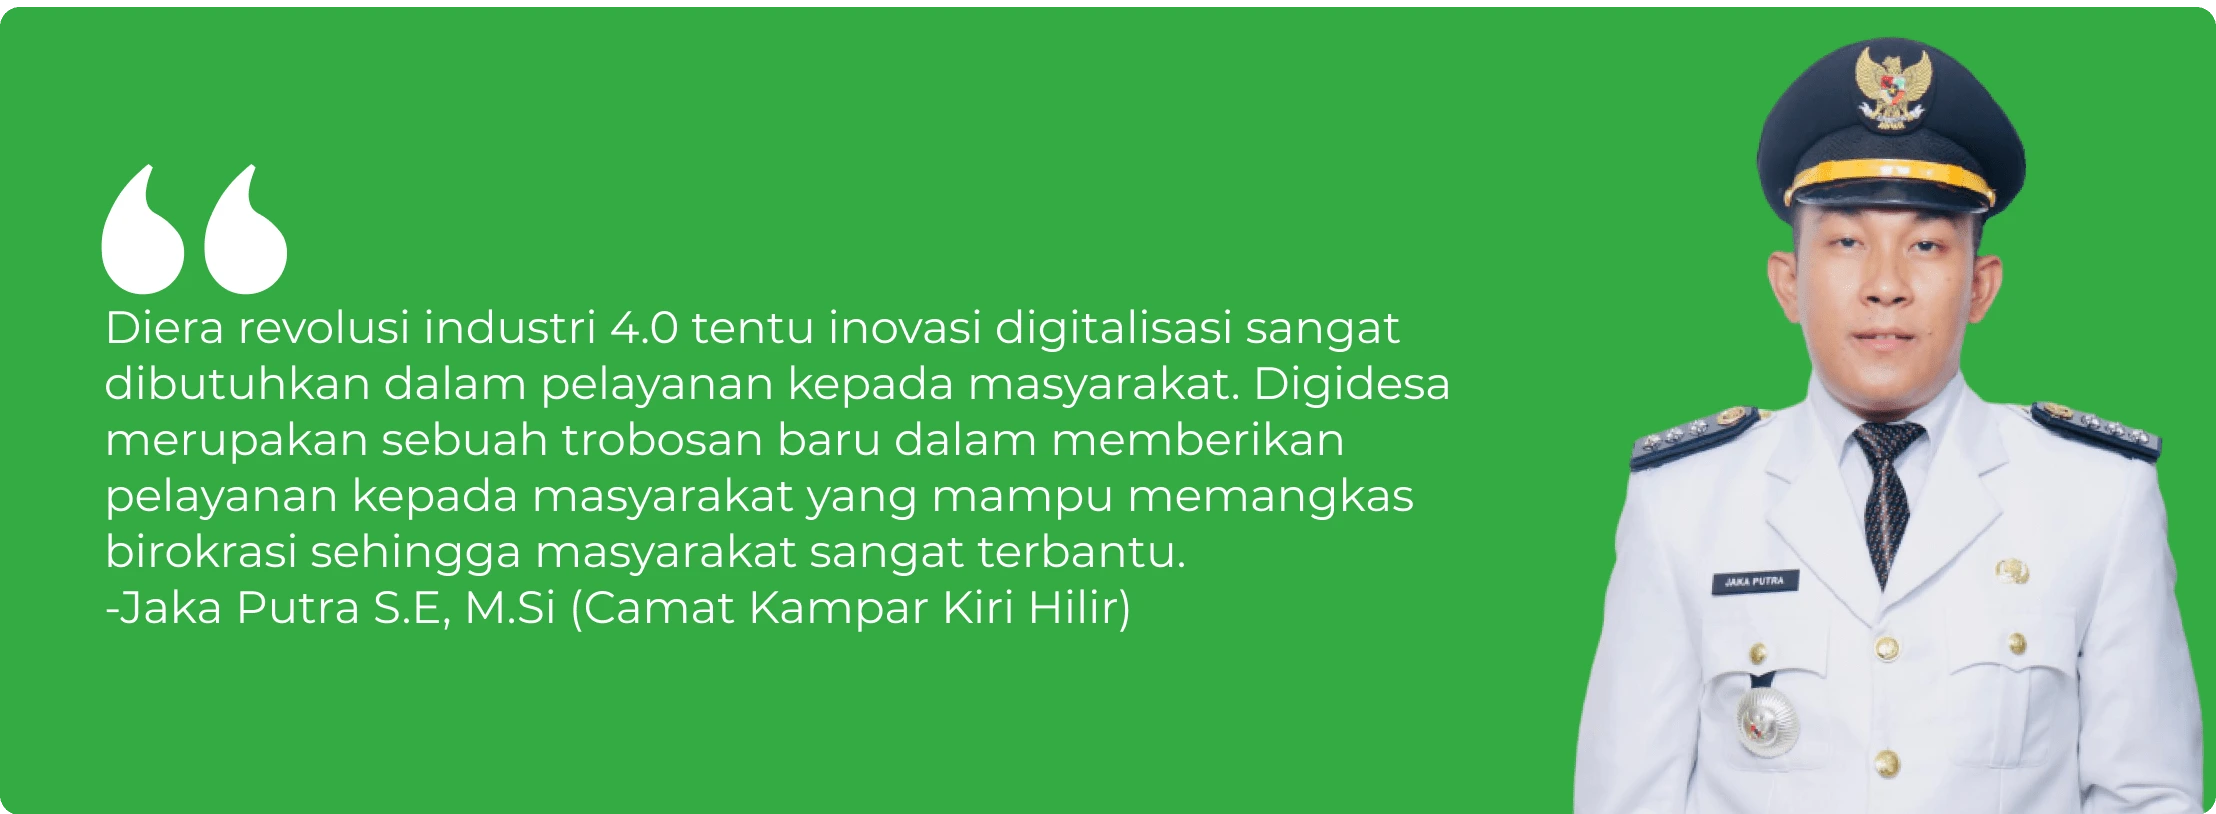 Diera revolusi industri 4.0 tentu inovasi digitalisasi sangat
dibutuhkan dalam pelayanan kepada masyarakat. Digidesa
merupakan sebuah trobosan baru dalam memberikan
pelayanan kepada masyarakat yang mampu memangkas
birokrasi sehingga masyarakat sangat terbantu.
-Jaka Putra S.E, M.Si (Camat Kampar Kiri Hilir)
JAKA PUTRA